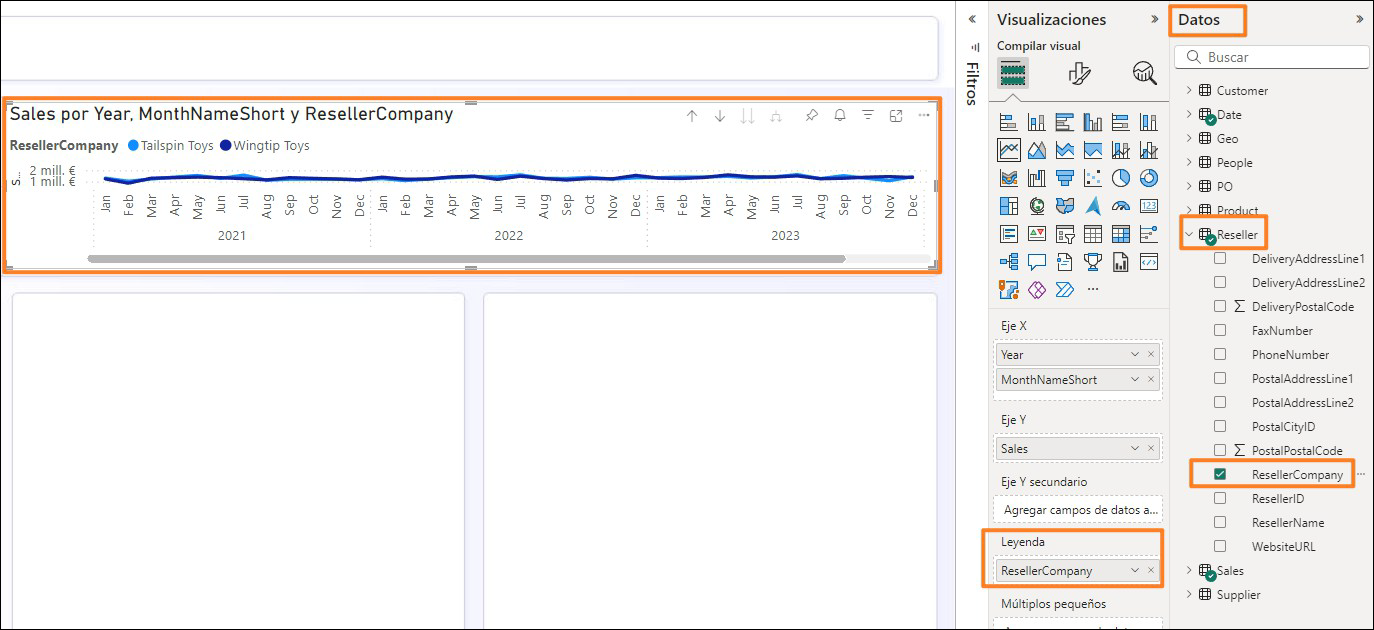 Sales por Year, MonthNameShort y ResellerCompany
ResellerCompany Tailspin Toys Wingtip Toys
2 mill. €
1 mill. €
S...
Jan Feb Mar Apr May Jun Jul Aug Sep Oct Nov Dec Jan Feb Mar Apr May Jun Jul Aug Sep Oct Nov Dec Jan Feb Mar Apr May Jun Jul Aug Sep Oct Nov Dec
2021 2022 2023
Filtros
Visualizaciones
Compilar visual
123
Eje X
Year
MonthNameShort
Eje Y
Sales
Eje Y secundario
Agregar campos de datos a...
Leyenda
ResellerCompany
Múltiplos pequeños
Datos
Buscar
Customer
Date
Geo
People
PO
Product
Reseller
DeliveryAddressLine1
DeliveryAddressLine2
DeliveryPostalCode
FaxNumber
PhoneNumber
PostalAddressLine1
PostalAddressLine2
PostalCityID
PostalPostalCode
ResellerCompany
ResellerID
ResellerName
WebsiteURL
Sales
Supplier